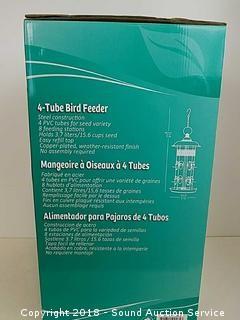 4-Tube Bird Feeder
Steel construction
4 PVC tubes for seed variety
8 feeding stations
Holds 3.7 liters/15.6 cups seed
Easy refill top
Copper-plated, weather-resistant finish
No assembly required
Mangeoire à Oiseaux à 4 Tubes
Fabriqué en acier
4 tubes en PVC pour offrir une variété de graines
8 hublots d'alimentation
Contient 3,7 litres/15,6 tasses de graines
Remplissage facile par le dessus
Fini en cuivre plaqué résistant aux intempéries
Aucun assemblage requis
Alimentador para Pajaros de 4 Tubos
Construccion de acero
4 tubos de PVC para la variedad de semillas
8 estaciones de alimentación
Sostiene 3.7 litros / 15.6 tazas de semilla
Tapa facil de rellenar
Acabado en cobre, resistente a la intemperie
No requiere montaje
Copyright 2018 - Sound Auction Service